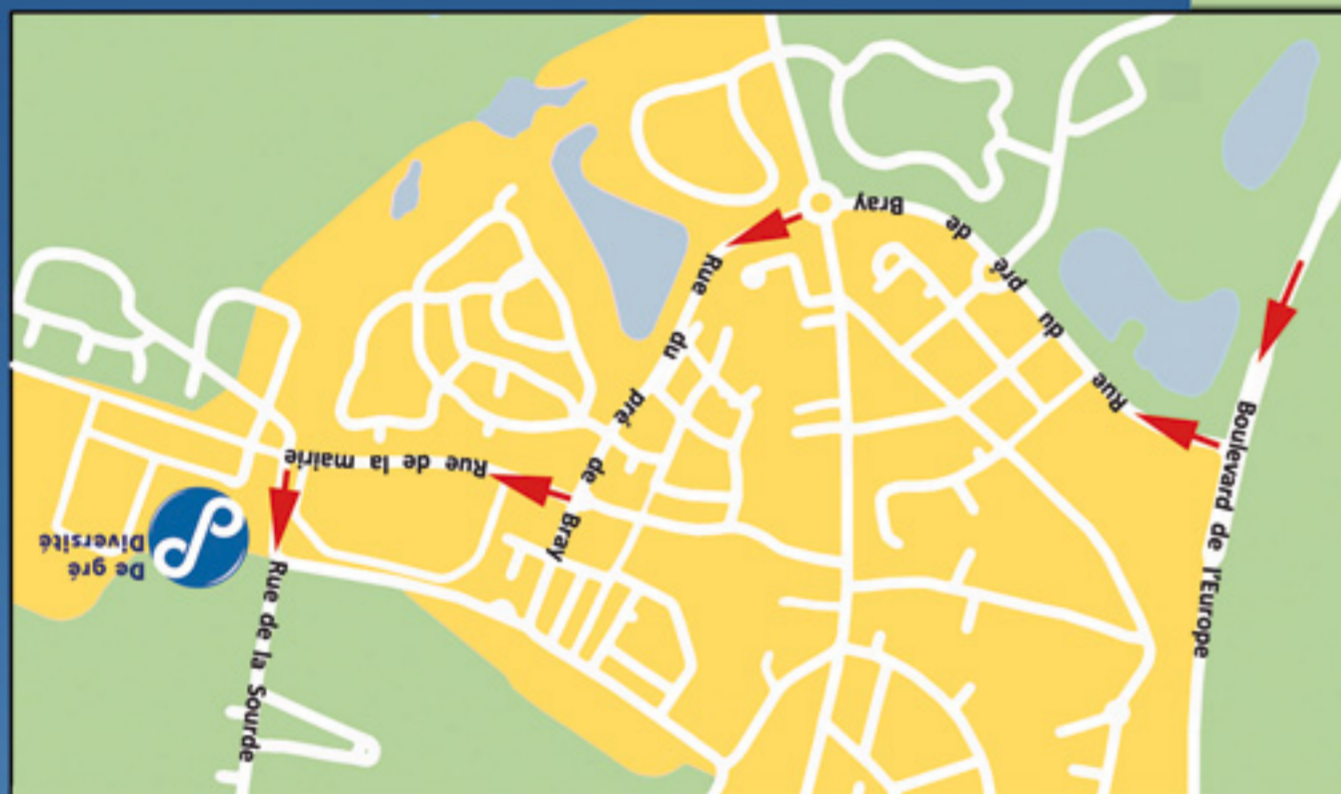 Boulevard de l'Europe
Rue du pré de Bray
Rue du pré de Bray
Rue de la mairie
Rue de la Sourde
De gré
Diversité